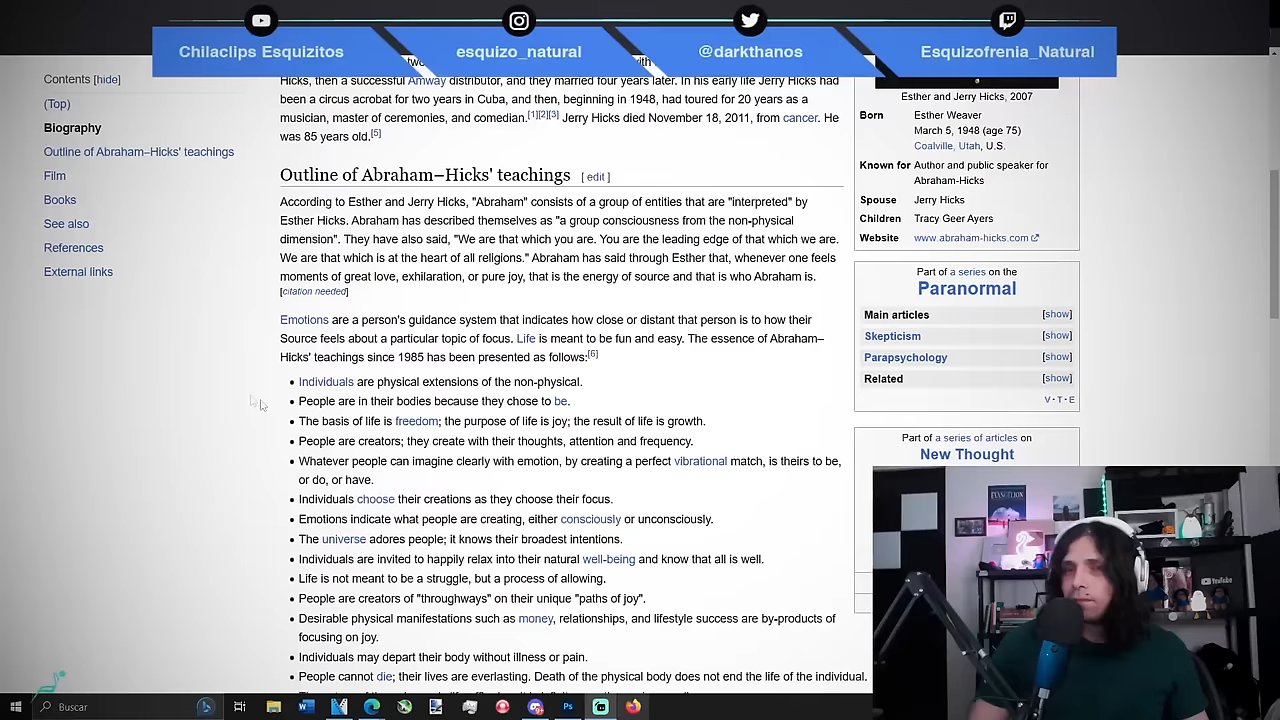 Chilaclips Esquizitos
esquizo_natural
@darkthanos
Esquizofrenia_Natural
Contents [hide]
(Top)
Biography
Outline of Abraham–Hicks' teachings
Film
Books
See also
References
External links
Hicks, then a successful Amway distributor, and they married four years later. In his early life Jerry Hicks had
been a circus acrobat for two years in Cuba, and then, beginning in 1948, had toured for 20 years as a
musician, master of ceremonies, and comedian.[1][2][3] Jerry Hicks died November 18, 2011, from cancer. He
was 85 years old.[5]
Outline of Abraham–Hicks' teachings [ edit ]
According to Esther and Jerry Hicks, "Abraham" consists of a group of entities that are "interpreted" by
Esther Hicks. Abraham has described themselves as "a group consciousness from the non-physical
dimension". They have also said, "We are that which you are. You are the leading edge of that which we are.
We are that which is at the heart of all religions." Abraham has said through Esther that, whenever one feels
moments of great love, exhilaration, or pure joy, that is the energy of source and that is who Abraham is.
[citation needed]
Emotions are a person's guidance system that indicates how close or distant that person is to how their
Source feels about a particular topic of focus. Life is meant to be fun and easy. The essence of Abraham–
Hicks' teachings since 1985 has been presented as follows:[6]
• Individuals are physical extensions of the non-physical.
• People are in their bodies because they chose to be.
• The basis of life is freedom; the purpose of life is joy; the result of life is growth.
• People are creators; they create with their thoughts, attention and frequency.
• Whatever people can imagine clearly with emotion, by creating a perfect vibrational match, is theirs to be,
or do, or have.
• Individuals choose their creations as they choose their focus.
• Emotions indicate what people are creating, either consciously or unconsciously.
• The universe adores people; it knows their broadest intentions.
• Individuals are invited to happily relax into their natural well-being and know that all is well.
• Life is not meant to be a struggle, but a process of allowing.
• People are creators of "throughways" on their unique "paths of joy".
• Desirable physical manifestations such as money, relationships, and lifestyle success are by-products of
focusing on joy.
• Individuals may depart their body without illness or pain.
• People cannot die; their lives are everlasting. Death of the physical body does not end the life of the individual.
Esther and Jerry Hicks, 2007
Born Esther Weaver
March 5, 1948 (age 75)
Coalville, Utah, U.S.
Known for Author and public speaker for
Abraham-Hicks
Spouse Jerry Hicks
Children Tracy Geer Ayers
Website www.abraham-hicks.com
Part of a series on the
Paranormal
Main articles [show]
Skepticism [show]
Parapsychology [show]
Related [show]
V · T · E
Part of a series of articles on
New Thought
EVANGELION
YouTube
Buscar